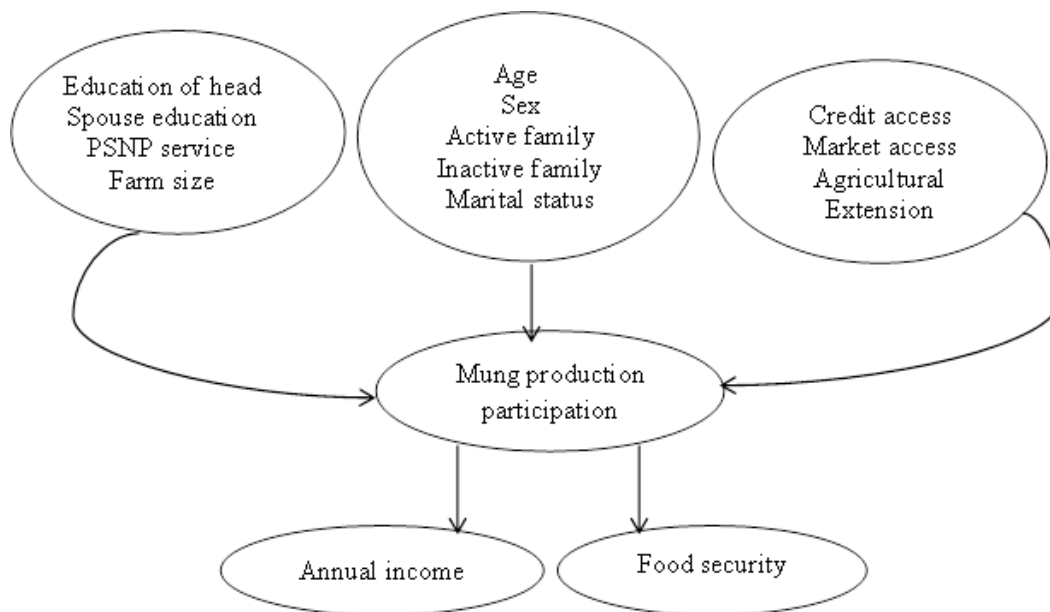 Education of head
Spouse education
PSNP service
Farm size
Age
Sex
Active family
Inactive family
Marital status
Credit access
Market access
Agricultural
Extension
Mung production
participation
Annual income
Food security